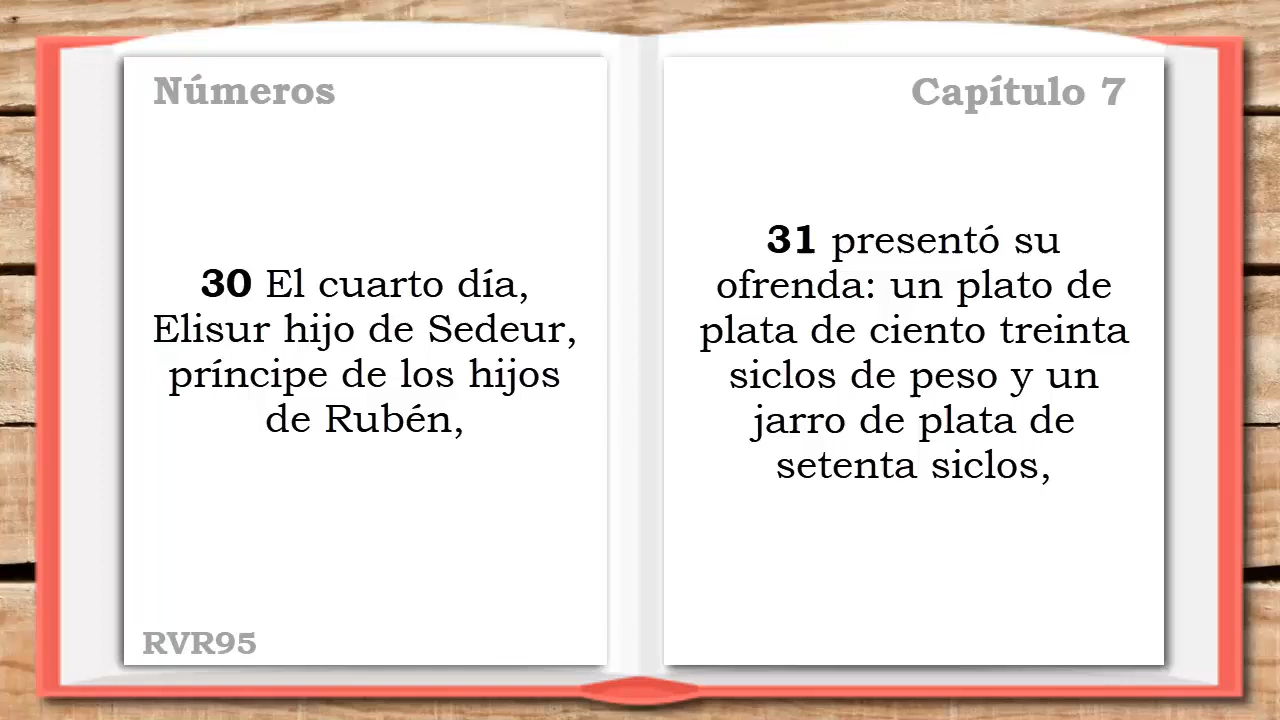 Números
30 El cuarto día,
Elisur hijo de Sedeur,
príncipe de los hijos
de Rubén,
RVR95
Capítulo 7
31 presentó su
ofrenda: un plato de
plata de ciento treinta
siclos de peso y un
jarro de plata de
setenta siclos,